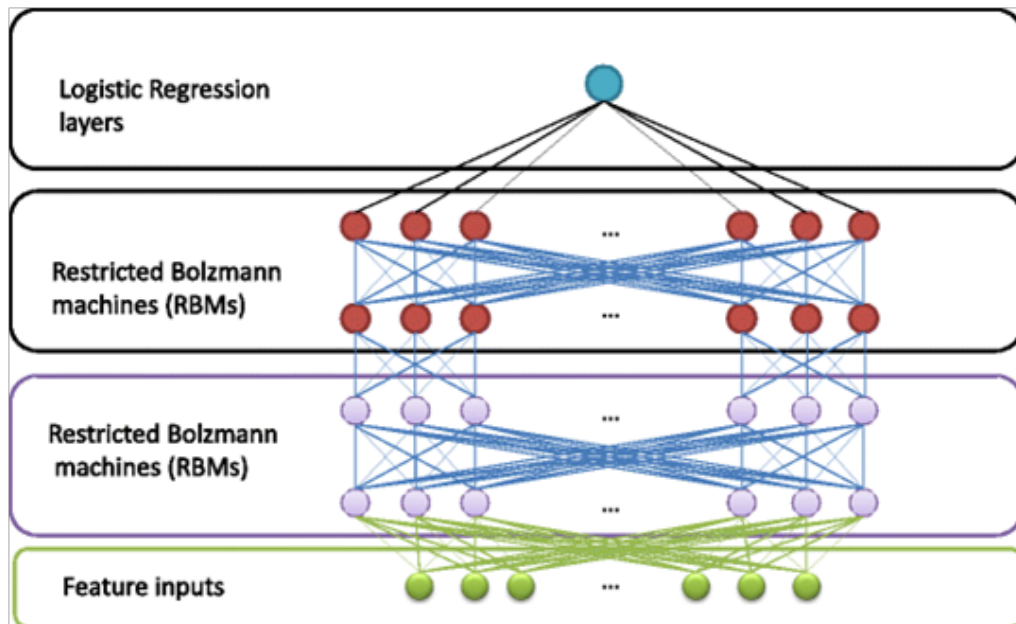 Logistic Regression
layers
...
Restricted Bolzmann
machines (RBMs)
...
...
Restricted Bolzmann
machines (RBMs)
...
...
Feature inputs
...